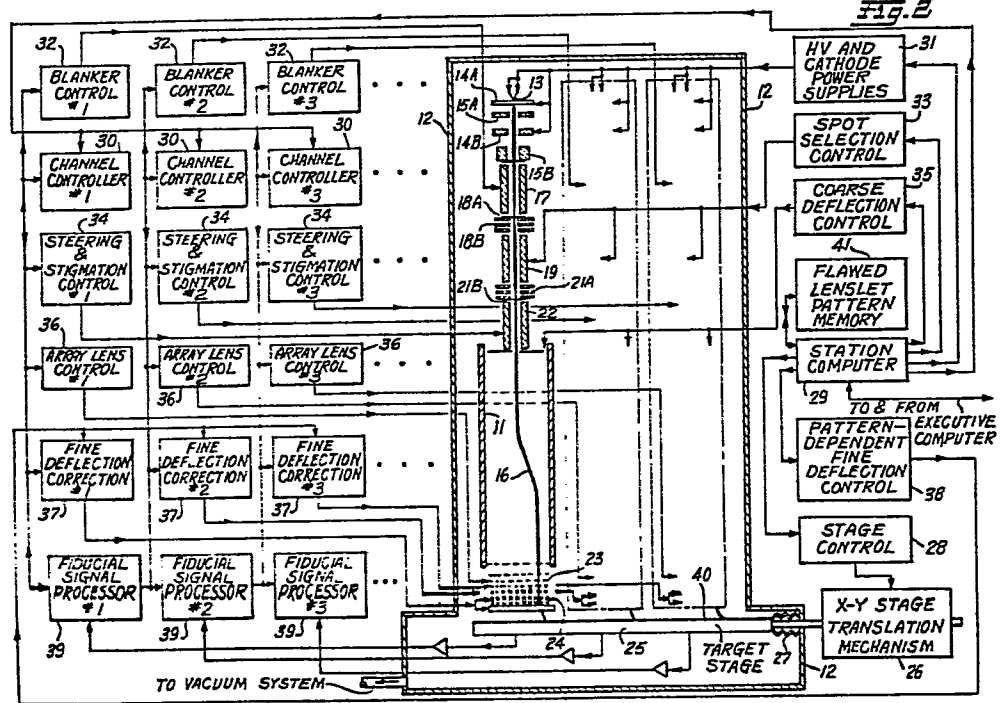 Fig. 2
32
BLANKER
CONTROL
#1
32
BLANKER
CONTROL
#2
32
BLANKER
CONTROL
#3
30
CHANNEL
CONTROLLER
#1
30
CHANNEL
CONTROLLER
#2
30
CHANNEL
CONTROLLER
#3
34
STEERING
&
STIGMATION
CONTROL
#1
34
STEERING
&
STIGMATION
CONTROL
#2
34
STEERING
&
STIGMATION
CONTROL
#3
36
ARRAY LENS
CONTROL
#1
ARRAY LENS
CONTROL
#2
36
ARRAY LENS
CONTROL
#3
36
FINE
DEFLECTION
CORRECTION
#1
37
FINE
DEFLECTION
CORRECTION
#2
37
FINE
DEFLECTION
CORRECTION
#3
37
FIDUCIAL
SIGNAL
PROCESSOR
#1
39
FIDUCIAL
SIGNAL
PROCESSOR
#2
39
FIDUCIAL
SIGNAL
PROCESSOR
#3
39
TO VACUUM SYSTEM
12
14A
13
15A
14B
15B
17
18A
18B
19
21B
21A
22
11
16
23
24
25
40
TARGET
STAGE
27
12
12
HV AND
CATHODE
POWER
SUPPLIES
31
SPOT
SELECTION
CONTROL
33
COARSE
DEFLECTION
CONTROL
35
41
FLAWED
LENSLET
PATTERN
MEMORY
STATION
COMPUTER
29
TO & FROM
EXECUTIVE
COMPUTER
PATTERN-
DEPENDENT
FINE
DEFLECTION
CONTROL
38
STAGE
CONTROL
28
X-Y STAGE
TRANSLATION
MECHANISM
26